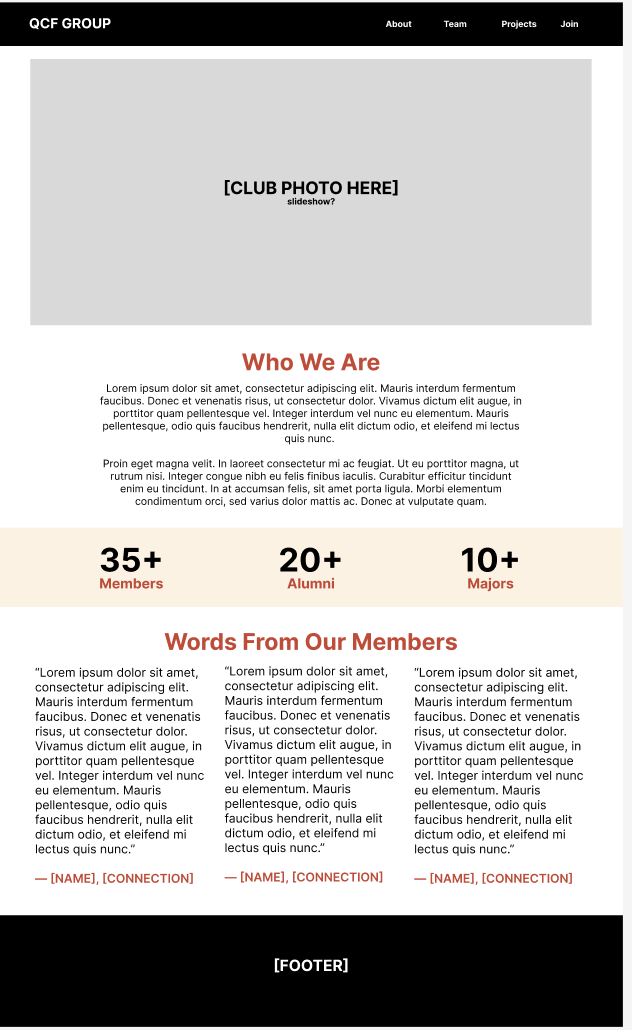 QCF GROUP
About Team Projects Join
[CLUB PHOTO HERE]
slideshow?
Who We Are
Lorem ipsum dolor sit amet, consectetur adipiscing elit. Mauris interdum fermentum
faucibus. Donec et venenatis risus, ut consectetur dolor. Vivamus dictum elit augue, in
porttitor quam pellentesque vel. Integer interdum vel nunc eu elementum. Mauris
pellentesque, odio quis faucibus hendrerit, nulla elit dictum odio, et eleifend mi lectus
quis nunc.
Proin eget magna velit. In laoreet consectetur mi ac feugiat. Ut eu porttitor magna, ut
rutrum nisi. Integer congue nibh eu felis finibus iaculis. Curabitur efficitur tincidunt
enim eu tincidunt. In at accumsan felis, sit amet porta ligula. Morbi elementum
condimentum orci, sed varius dolor mattis ac. Donec at vulputate quam.
35+
Members
20+
Alumni
10+
Majors
Words From Our Members
“Lorem ipsum dolor sit amet,
consectetur adipiscing elit.
Mauris interdum fermentum
faucibus. Donec et venenatis
risus, ut consectetur dolor.
Vivamus dictum elit augue, in
porttitor quam pellentesque
vel. Integer interdum vel nunc
eu elementum. Mauris
pellentesque, odio quis
faucibus hendrerit, nulla elit
dictum odio, et eleifend mi
lectus quis nunc.”
— [NAME], [CONNECTION]
“Lorem ipsum dolor sit amet,
consectetur adipiscing elit.
Mauris interdum fermentum
faucibus. Donec et venenatis
risus, ut consectetur dolor.
Vivamus dictum elit augue, in
porttitor quam pellentesque
vel. Integer interdum vel nunc
eu elementum. Mauris
pellentesque, odio quis
faucibus hendrerit, nulla elit
dictum odio, et eleifend mi
lectus quis nunc.”
— [NAME], [CONNECTION]
“Lorem ipsum dolor sit amet,
consectetur adipiscing elit.
Mauris interdum fermentum
faucibus. Donec et venenatis
risus, ut consectetur dolor.
Vivamus dictum elit augue, in
porttitor quam pellentesque
vel. Integer interdum vel nunc
eu elementum. Mauris
pellentesque, odio quis
faucibus hendrerit, nulla elit
dictum odio, et eleifend mi
lectus quis nunc.”
— [NAME], [CONNECTION]
[FOOTER]